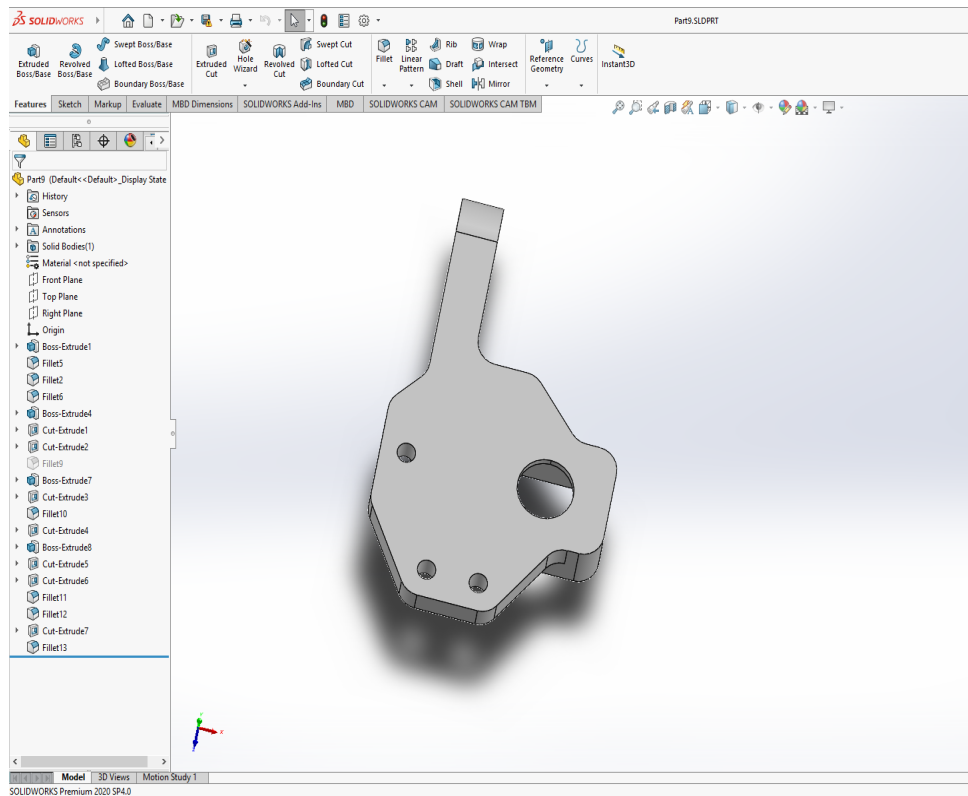 3S SOLIDWORKS
Part9.SLDPRT
Extruded Boss/Base
Revolved Boss/Base
Swept Boss/Base
Lofted Boss/Base
Boundary Boss/Base
Extruded Cut
Hole Wizard
Revolved Cut
Swept Cut
Lofted Cut
Boundary Cut
Fillet
Linear Pattern
Rib
Draft
Shell
Wrap
Intersect
Mirror
Reference Geometry
Curves
Instant3D
Features Sketch Markup Evaluate MBD Dimensions SOLIDWORKS Add-Ins MBD SOLIDWORKS CAM SOLIDWORKS CAM TBM
Part9 (Default<<Default>_Display State
History
Sensors
Annotations
Solid Bodies(1)
Material <not specified>
Front Plane
Top Plane
Right Plane
Origin
Boss-Extrude1
Fillet5
Fillet2
Fillet6
Boss-Extrude4
Cut-Extrude1
Cut-Extrude2
Fillet9
Boss-Extrude7
Cut-Extrude3
Fillet10
Cut-Extrude4
Boss-Extrude8
Cut-Extrude5
Cut-Extrude6
Fillet11
Fillet12
Cut-Extrude7
Fillet13
x
Model 3D Views Motion Study 1
SOLIDWORKS Premium 2020 SP4.0